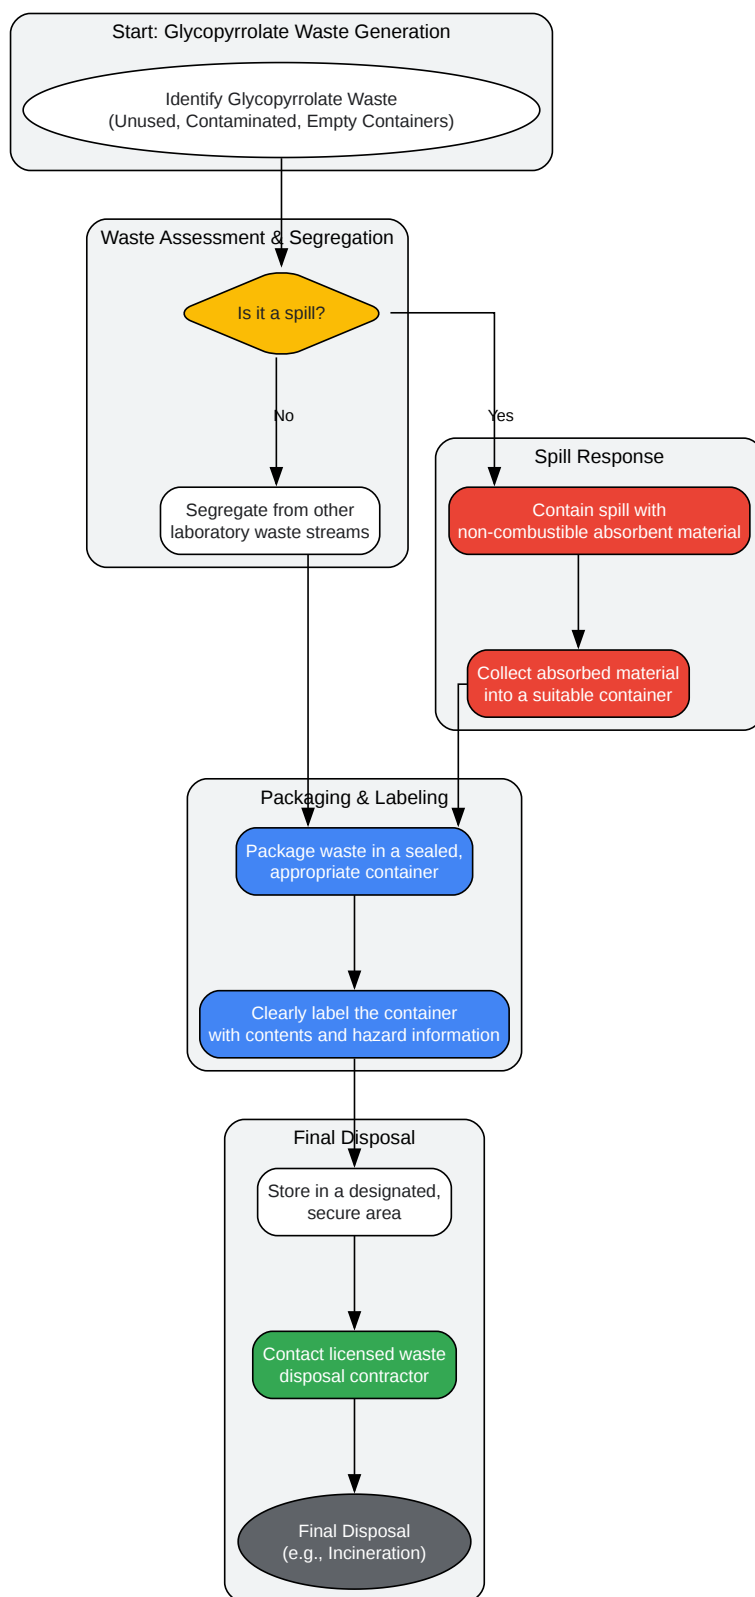 Start: Glycopyrrolate Waste Generation
Identify Glycopyrrolate Waste
(Unused, Contaminated, Empty Containers)
Waste Assessment & Segregation
Is it a spill?
No
Yes
Segregate from other
laboratory waste streams
Spill Response
Contain spill with
non-combustible absorbent material
Collect absorbed material
into a suitable container
Packaging & Labeling
Package waste in a sealed,
appropriate container
Clearly label the container
with contents and hazard information
Final Disposal
Store in a designated,
secure area
Contact licensed waste
disposal contractor
Final Disposal
(e.g., Incineration)